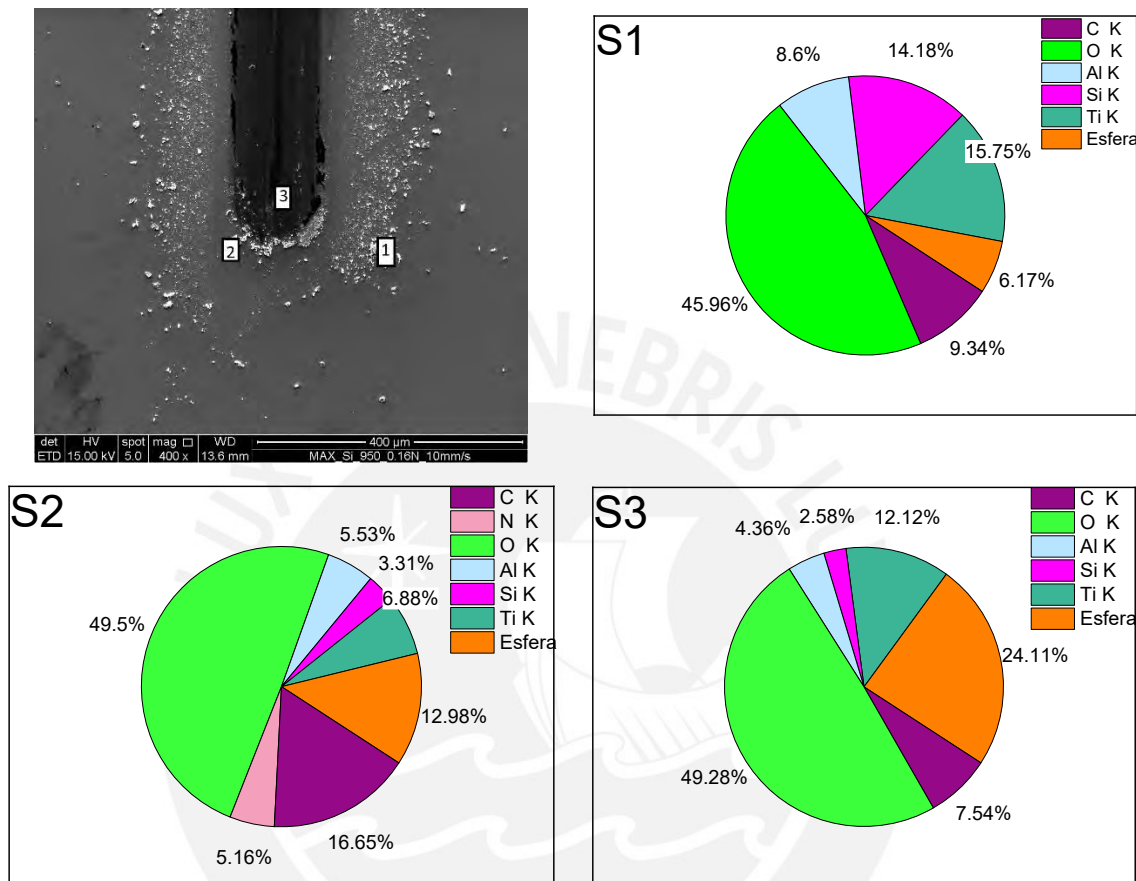 3
2
1
det HV spot mag □ WD 400 µm
ETD 15.00 kV 5.0 400 x 13.6 mm MAX_Si_950_0.16N_10mm/s
S1
C K
O K
Al K
Si K
Ti K
Esfera
8.6%
14.18%
15.75%
6.17%
9.34%
45.96%
S2
C K
N K
O K
Al K
Si K
Ti K
Esfera
5.53%
3.31%
6.88%
49.5%
12.98%
16.65%
5.16%
S3
C K
O K
Al K
Si K
Ti K
Esfera
4.36%
2.58%
12.12%
24.11%
49.28%
7.54%